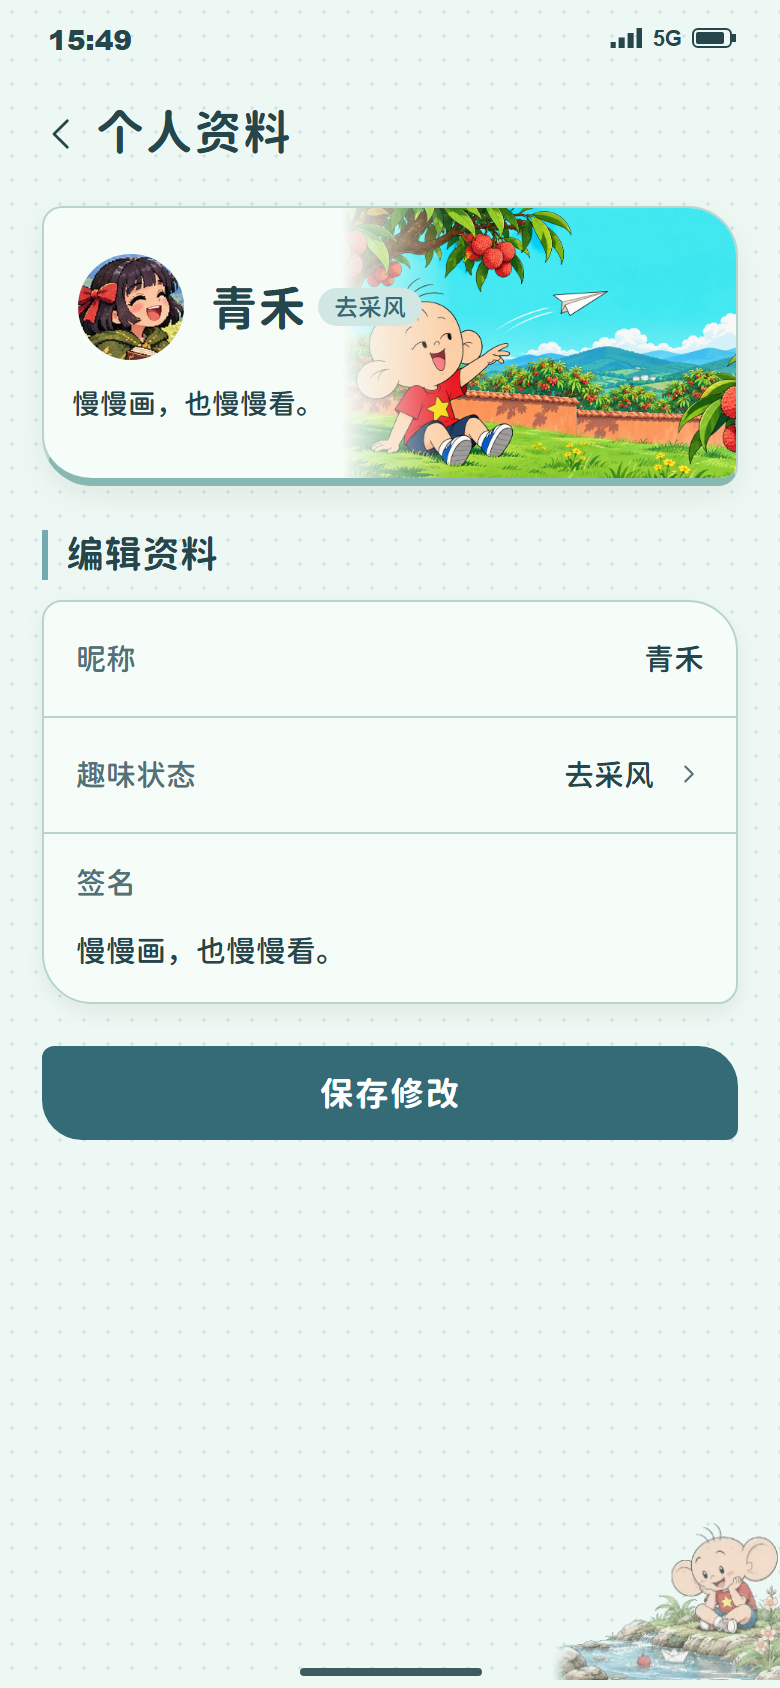 15:49 5G
个人资料
青禾 去采风
慢慢画，也慢慢看。
编辑资料
昵称 青禾
趣味状态 去采风
签名
慢慢画，也慢慢看。
保存修改